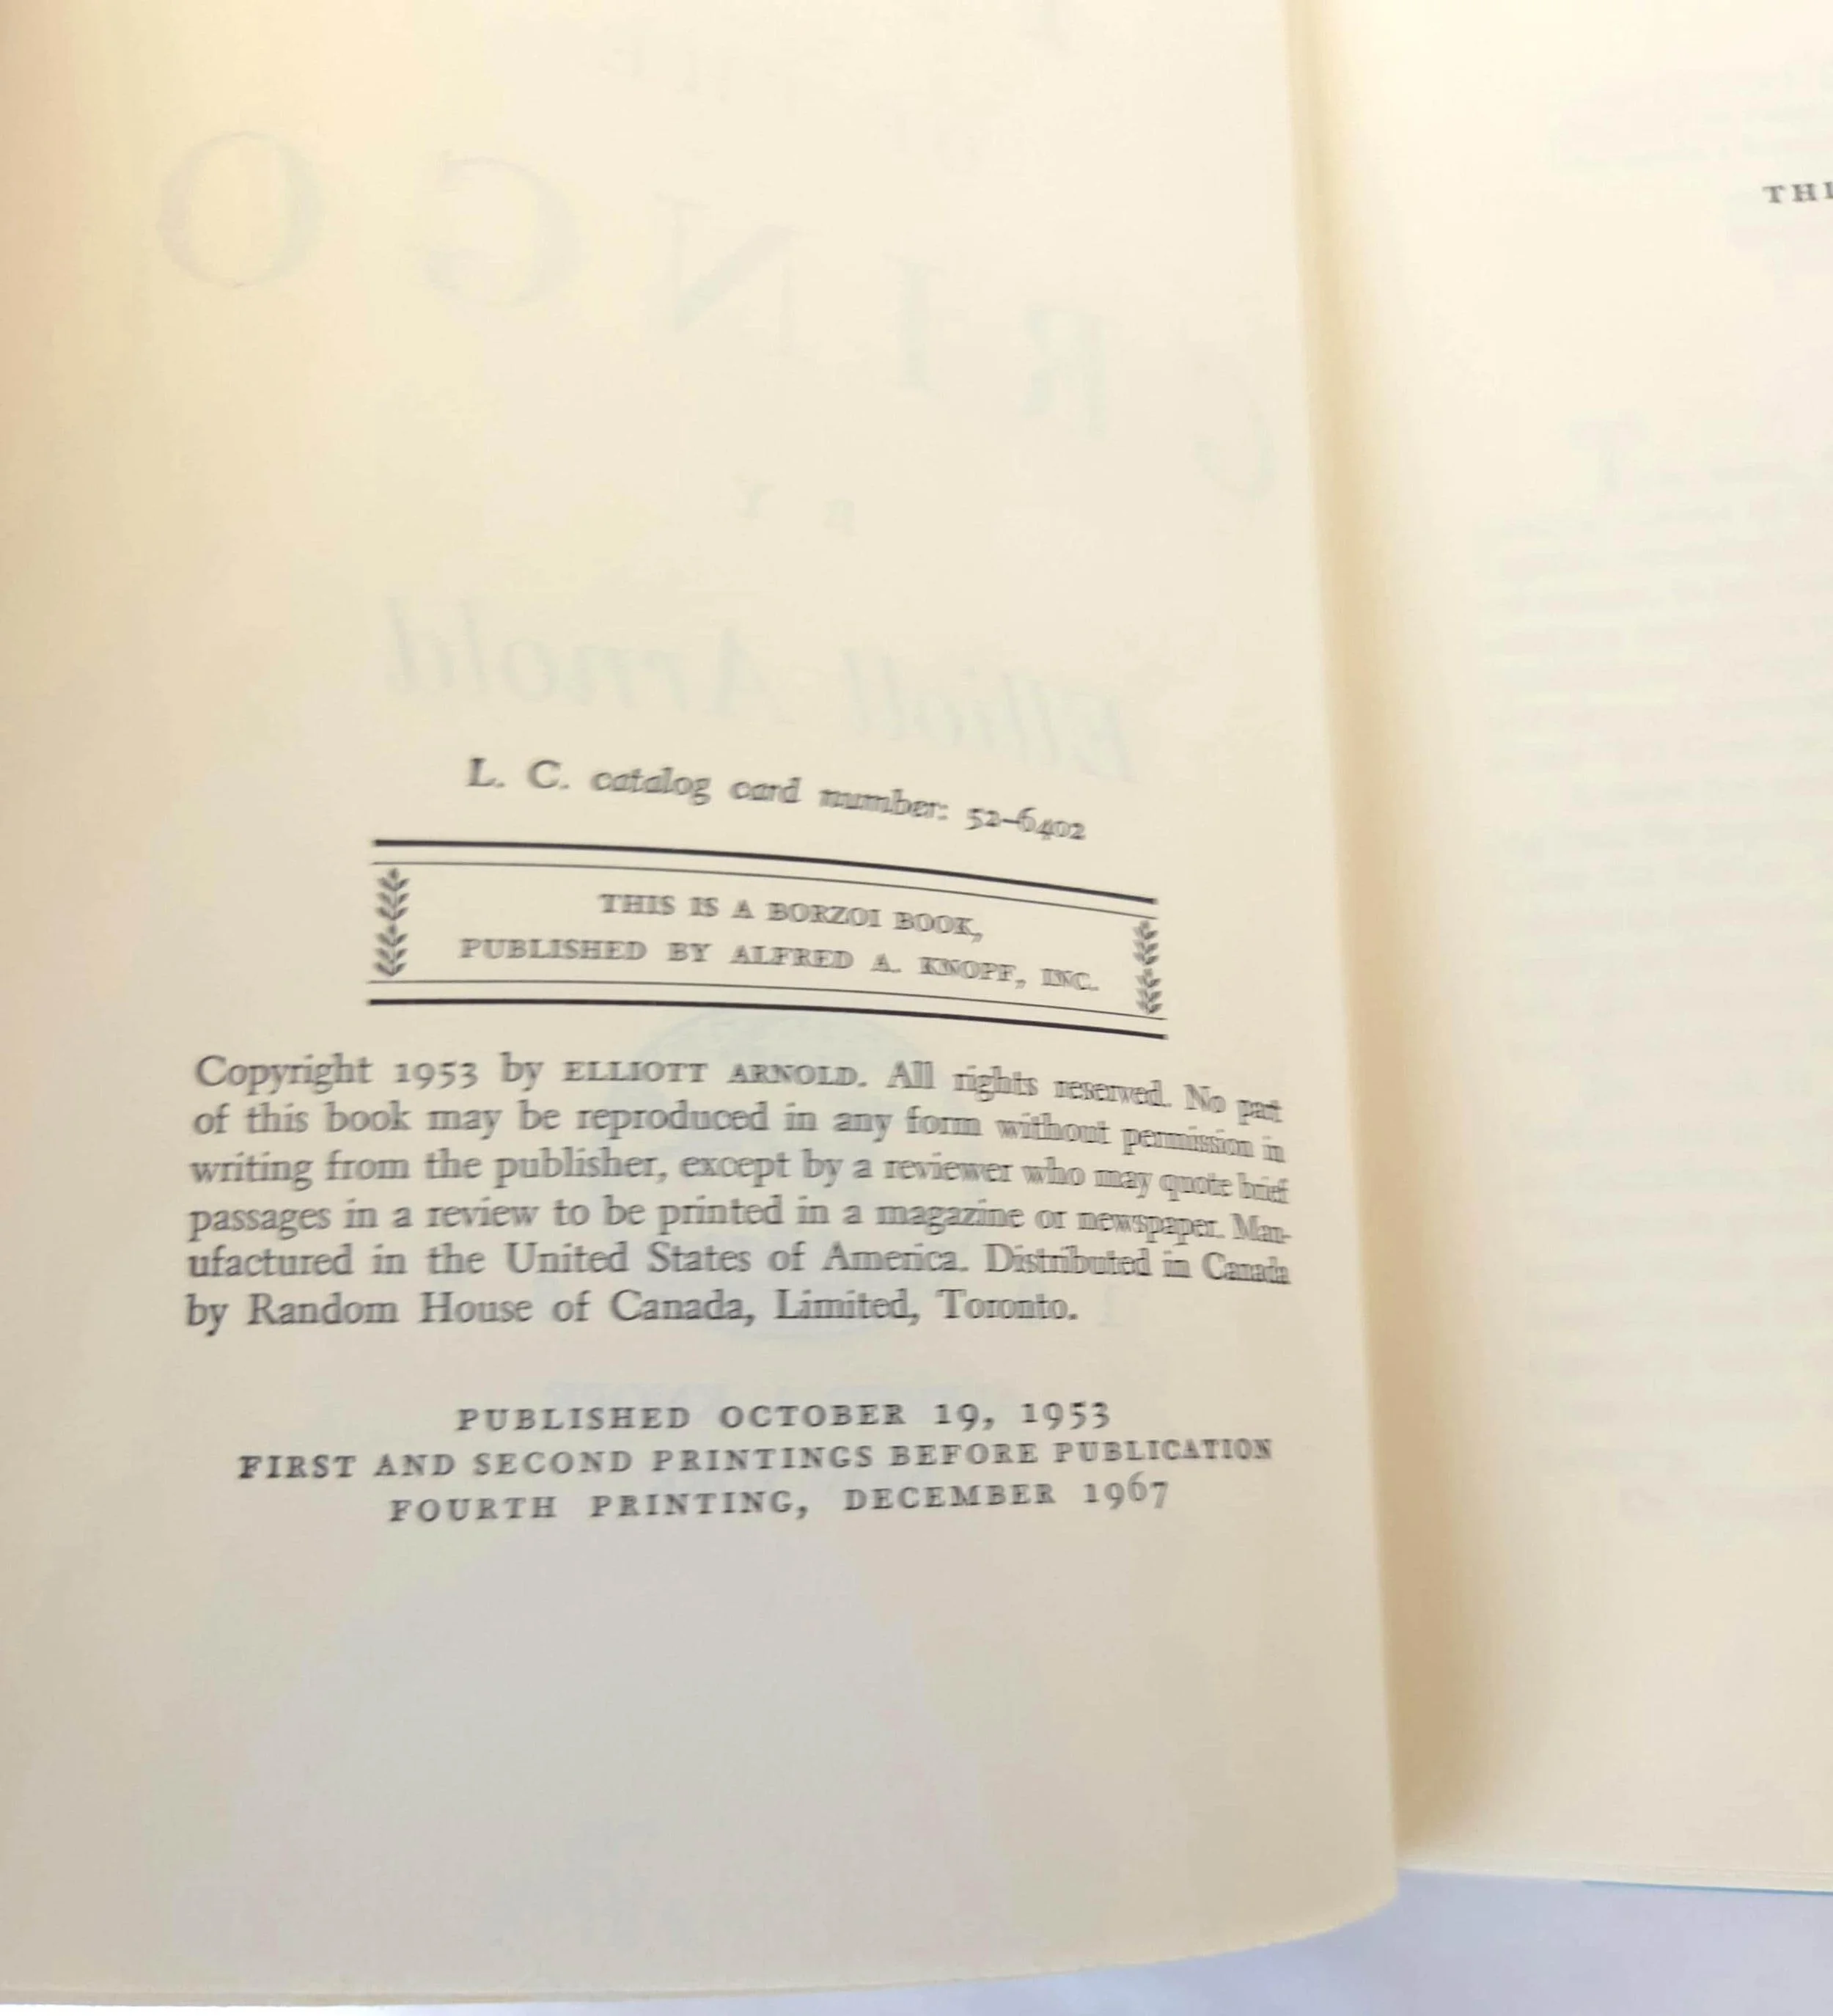 L. C. catalog card number: 52-6402
THIS IS A BORZOI BOOK,
PUBLISHED BY ALFRED A. KNOPF, INC.
Copyright 1953 by ELLIOTT ARNOLD. All rights reserved. No part
of this book may be reproduced in any form without permission in
writing from the publisher, except by a reviewer who may quote brief
passages in a review to be printed in a magazine or newspaper. Man-
ufactured in the United States of America. Distributed in Canada
by Random House of Canada, Limited, Toronto.
PUBLISHED OCTOBER 19, 1953
FIRST AND SECOND PRINTINGS BEFORE PUBLICATION
FOURTH PRINTING, DECEMBER 1967
THI